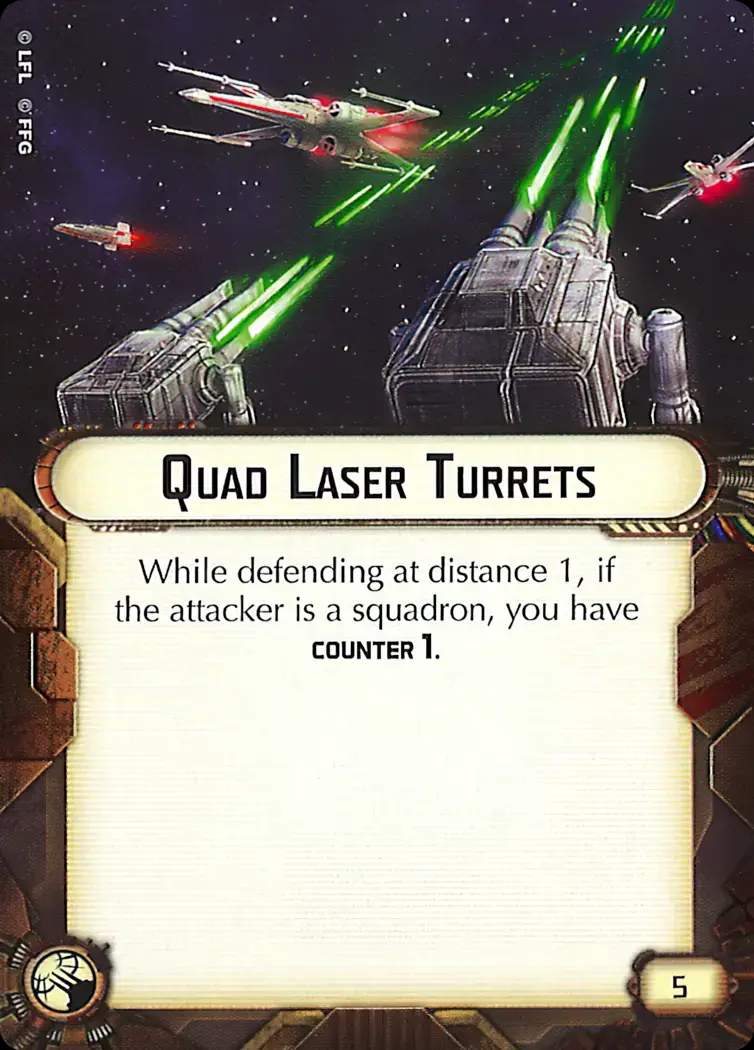 © LFL © FFG
Quad Laser Turrets
While defending at distance 1, if
the attacker is a squadron, you have
COUNTER 1.
5